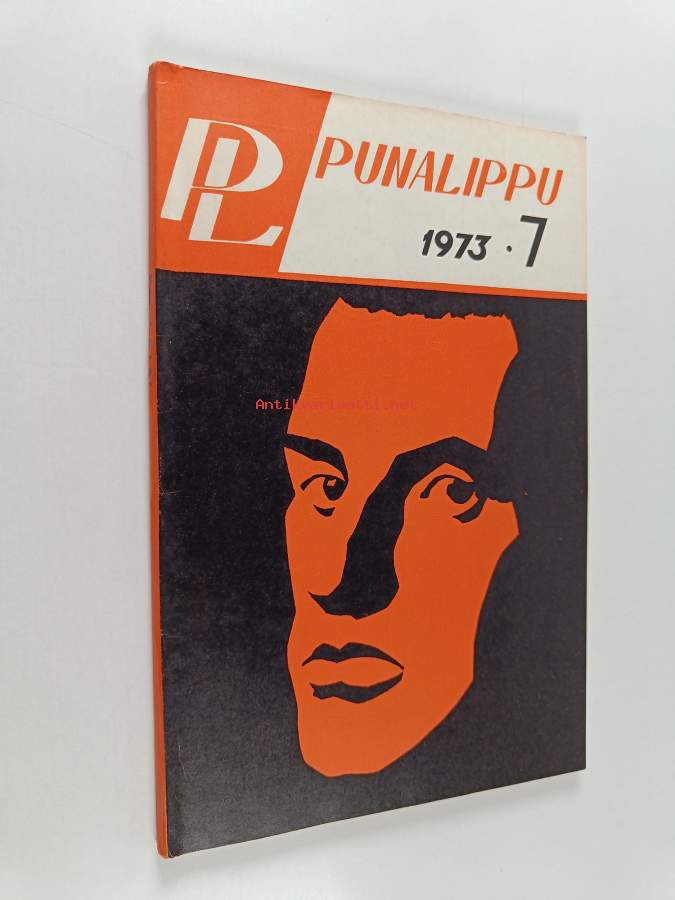 PL
PUNALIPPU
1973 · 7
Antikvariaatti.net